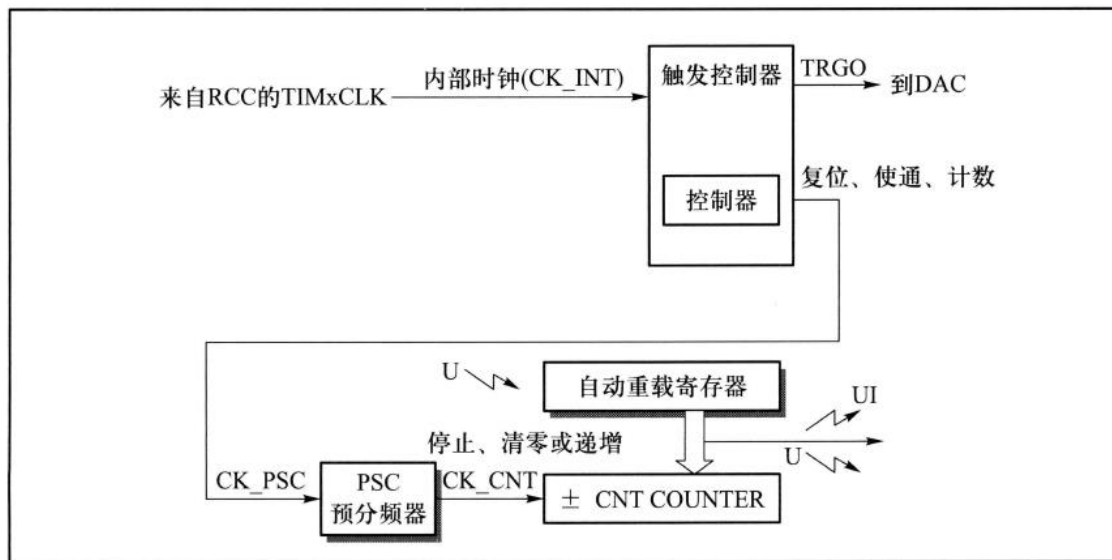 来自RCC的TIMxCLK
内部时钟(CK_INT)
触发控制器
TRGO
到DAC
控制器
复位、使通、计数
U
自动重载寄存器
UI
U
停止、清零或递增
CK_PSC
PSC
预分频器
CK_CNT
± CNT COUNTER